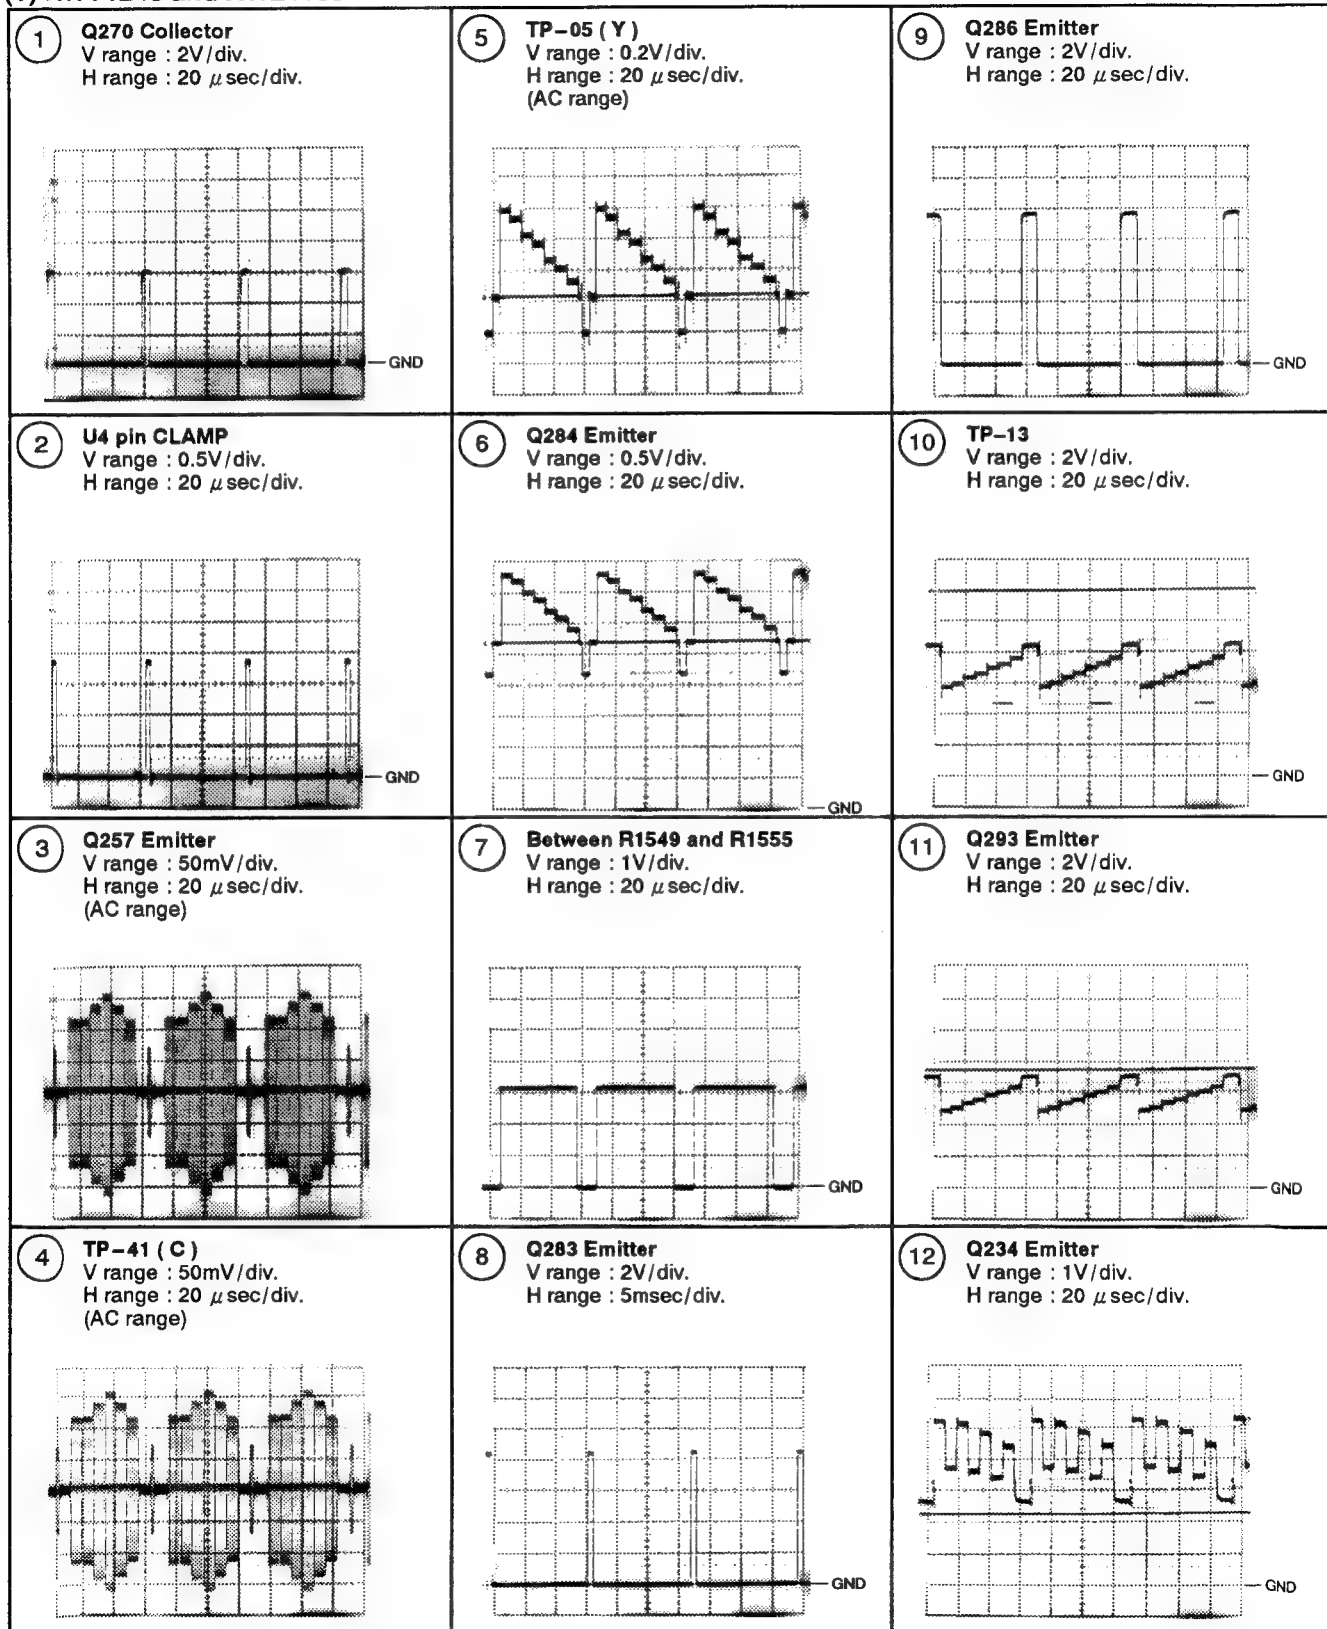 1 Q270 Collector
V range : 2V/div.
H range : 20 μsec/div.
GND
2 U4 pin CLAMP
V range : 0.5V/div.
H range : 20 μsec/div.
GND
3 Q257 Emitter
V range : 50mV/div.
H range : 20 μsec/div.
(AC range)
4 TP-41 ( C )
V range : 50mV/div.
H range : 20 μsec/div.
(AC range)
5 TP-05 ( Y )
V range : 0.2V/div.
H range : 20 μsec/div.
(AC range)
6 Q284 Emitter
V range : 0.5V/div.
H range : 20 μsec/div.
GND
7 Between R1549 and R1555
V range : 1V/div.
H range : 20 μsec/div.
GND
8 Q283 Emitter
V range : 2V/div.
H range : 5msec/div.
GND
9 Q286 Emitter
V range : 2V/div.
H range : 20 μsec/div.
GND
10 TP-13
V range : 2V/div.
H range : 20 μsec/div.
GND
11 Q293 Emitter
V range : 2V/div.
H range : 20 μsec/div.
GND
12 Q234 Emitter
V range : 1V/div.
H range : 20 μsec/div.
GND